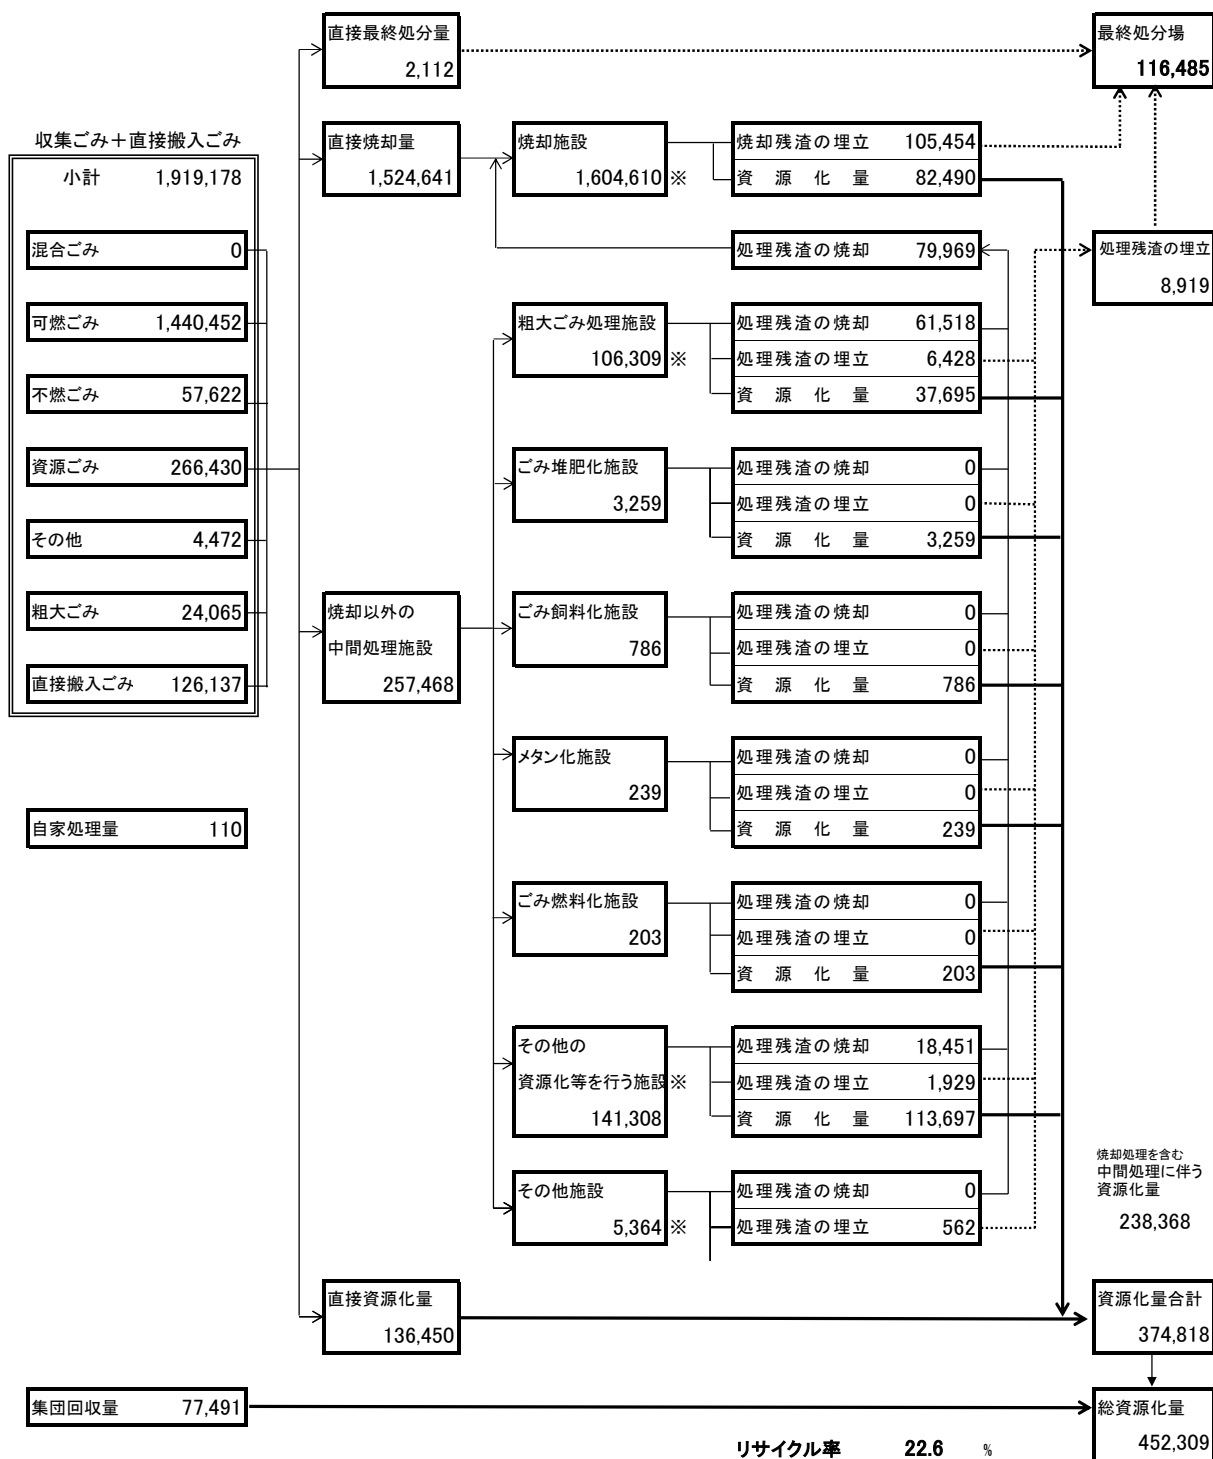 直接最終処分量
2,112
最終処分場
116,485
収集ごみ＋直接搬入ごみ
小計 1,919,178
直接焼却量
1,524,641
焼却施設
1,604,610 ※
焼却残渣の埋立 105,454
資源化量 82,490
混合ごみ 0
処理残渣の焼却 79,969
処理残渣の埋立
8,919
可燃ごみ 1,440,452
粗大ごみ処理施設
106,309 ※
処理残渣の焼却 61,518
処理残渣の埋立 6,428
資源化量 37,695
不燃ごみ 57,622
資源ごみ 266,430
ごみ堆肥化施設
3,259
処理残渣の焼却 0
処理残渣の埋立 0
資源化量 3,259
その他 4,472
粗大ごみ 24,065
直接搬入ごみ 126,137
焼却以外の
中間処理施設
257,468
ごみ飼料化施設
786
処理残渣の焼却 0
処理残渣の埋立 0
資源化量 786
メタン化施設
239
処理残渣の焼却 0
処理残渣の埋立 0
資源化量 239
自家処理量 110
ごみ燃料化施設
203
処理残渣の焼却 0
処理残渣の埋立 0
資源化量 203
その他の
資源化等を行う施設 ※
141,308
処理残渣の焼却 18,451
処理残渣の埋立 1,929
資源化量 113,697
その他施設
5,364 ※
処理残渣の焼却 0
処理残渣の埋立 562
焼却処理を含む
中間処理に伴う
資源化量
238,368
直接資源化量
136,450
資源化量合計
374,818
集団回収量 77,491
総資源化量
452,309
リサイクル率 22.6 %